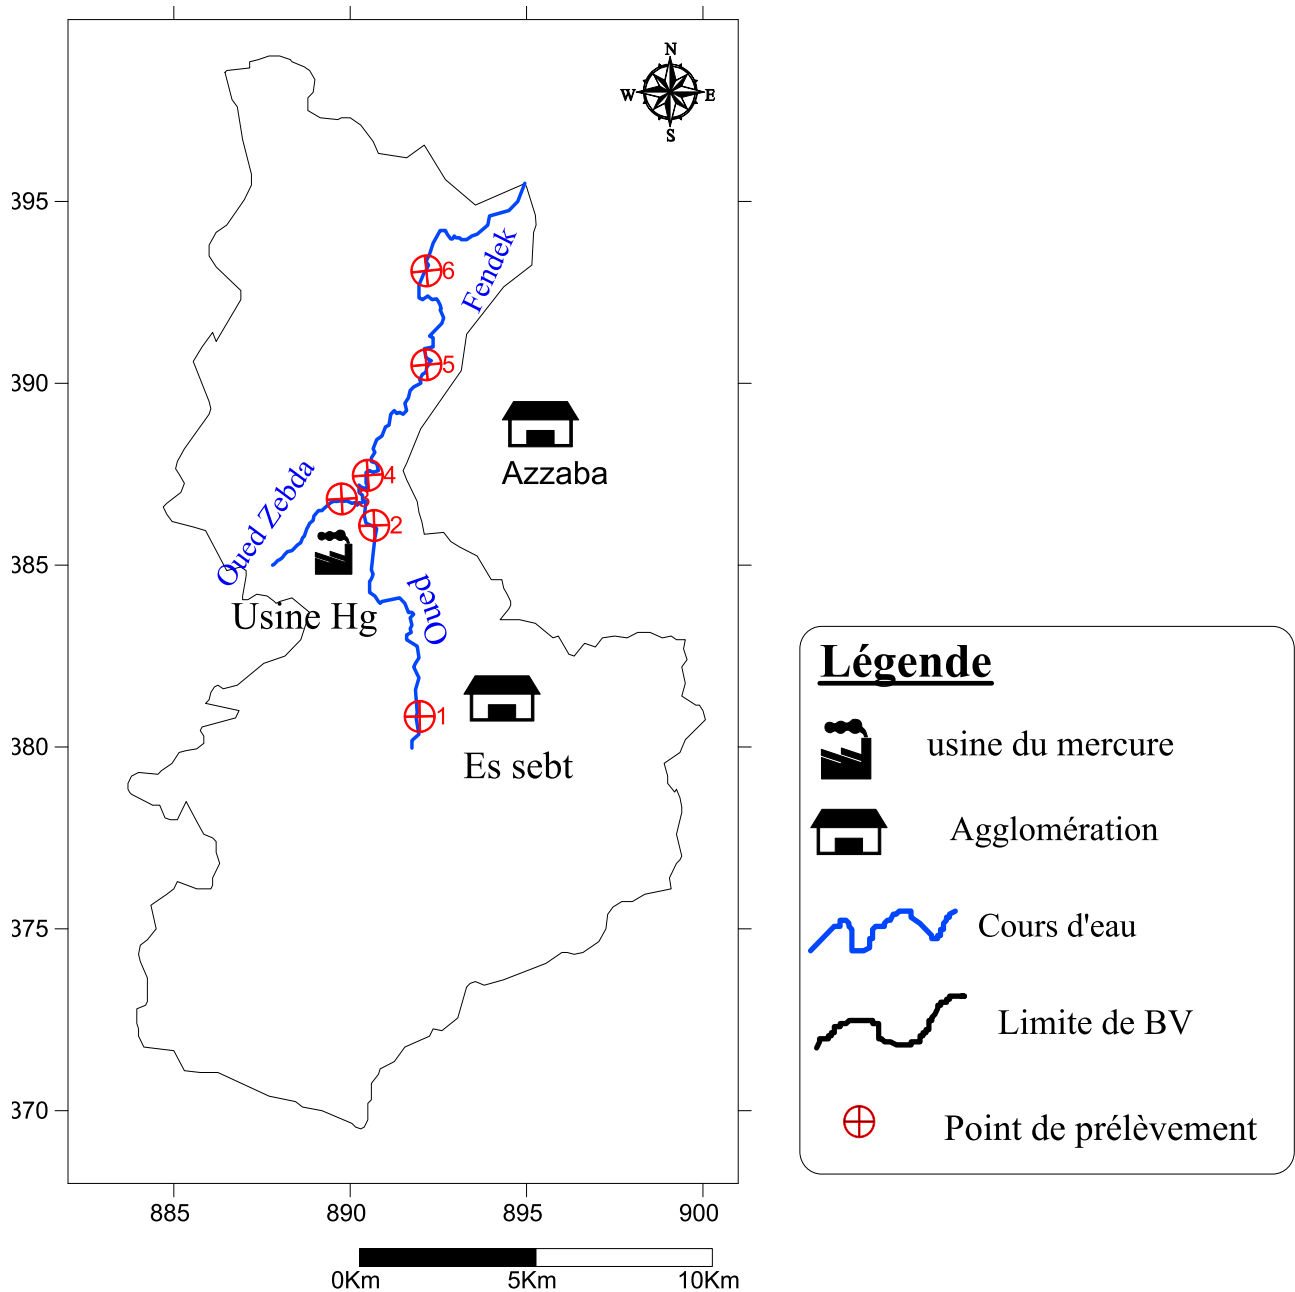 N
W E
S
395
390
385
380
375
370
6
Fendek
5
Azzaba
4
Oued Zebda
3
2
Usine Hg
Oued
1
Es sebt
885 890 895 900
0Km 5Km 10Km
Légende
usine du mercure
Agglomération
Cours d'eau
Limite de BV
Point de prélèvement